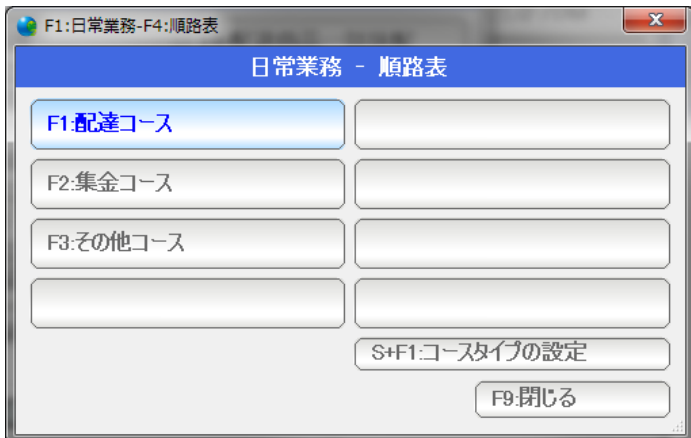 F1:日常業務-F4:順路表
日常業務 - 順路表
F1:配達コース
F2:集金コース
F3:その他コース
S+F1:コースタイプの設定
F9:閉じる